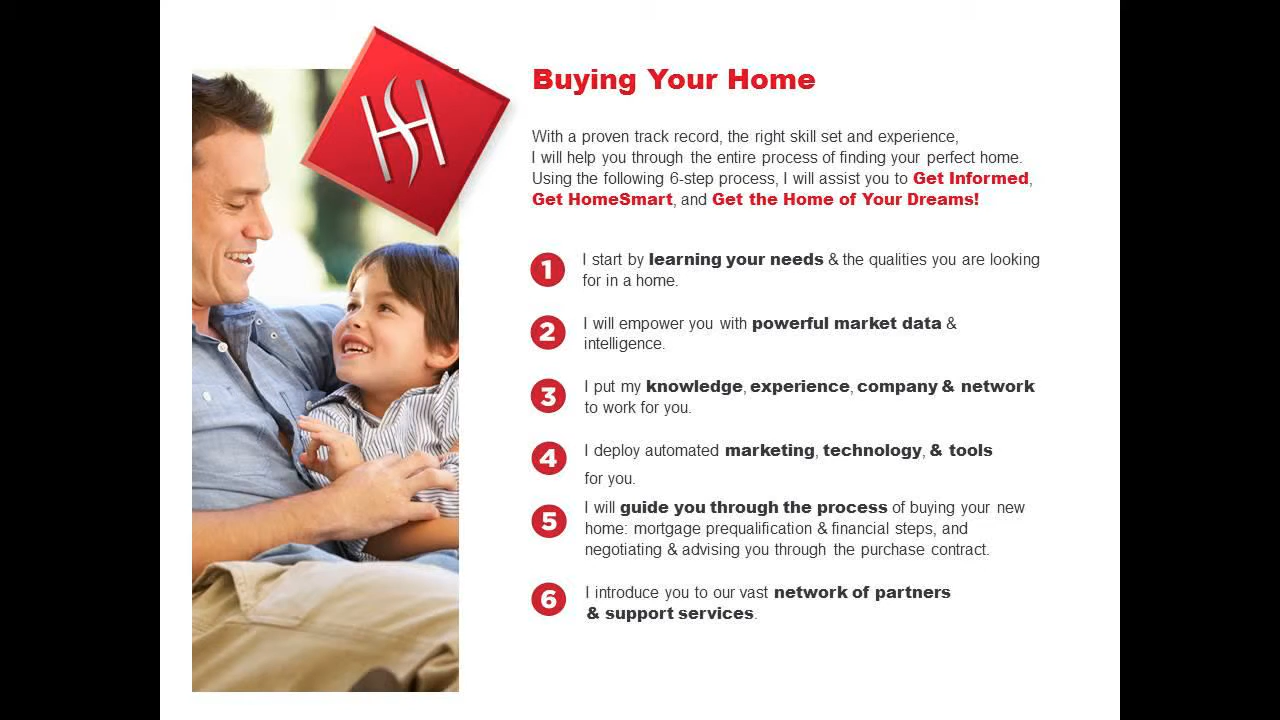 Buying Your Home
With a proven track record, the right skill set and experience,
I will help you through the entire process of finding your perfect home.
Using the following 6-step process, I will assist you to Get Informed,
Get HomeSmart, and Get the Home of Your Dreams!
1 I start by learning your needs & the qualities you are looking
for in a home.
2 I will empower you with powerful market data &
intelligence.
3 I put my knowledge, experience, company & network
to work for you.
4 I deploy automated marketing, technology, & tools
for you.
5 I will guide you through the process of buying your new
home: mortgage prequalification & financial steps, and
negotiating & advising you through the purchase contract.
6 I introduce you to our vast network of partners
& support services.